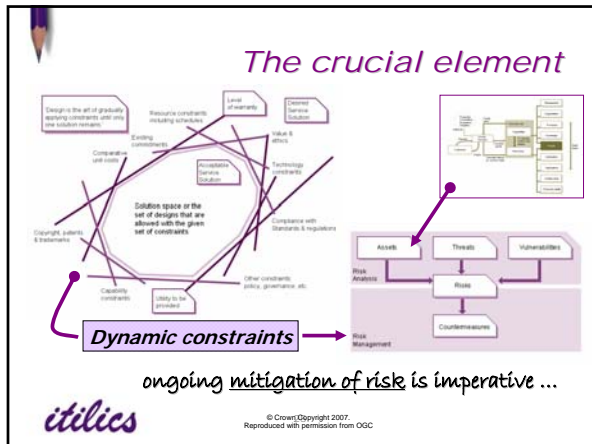 The crucial element
Design is the art of gradually
applying constraints until only
one solution remains
Level
of warranty
Desired
Service
Solution
Resource constraints
including schedules
Existing
commitments
Value &
ethics
Comparative
unit costs
Acceptable
Service
Solution
Technology
constraints
Solution space or the
set of designs that are
allowed with the given
set of constraints
Compliance with
Standards & regulations
Copyright, patents
& trademarks
Other constraints:
policy, governance, etc.
Capability
constraints
Utility to be
provided
Assets
Threats
Vulnerabilities
Risk
Analysis
Risks
Countermeasures
Risk
Management
Dynamic constraints
ongoing mitigation of risk is imperative ...
itilics
© Crown Copyright 2007.
Reproduced with permission from OGC